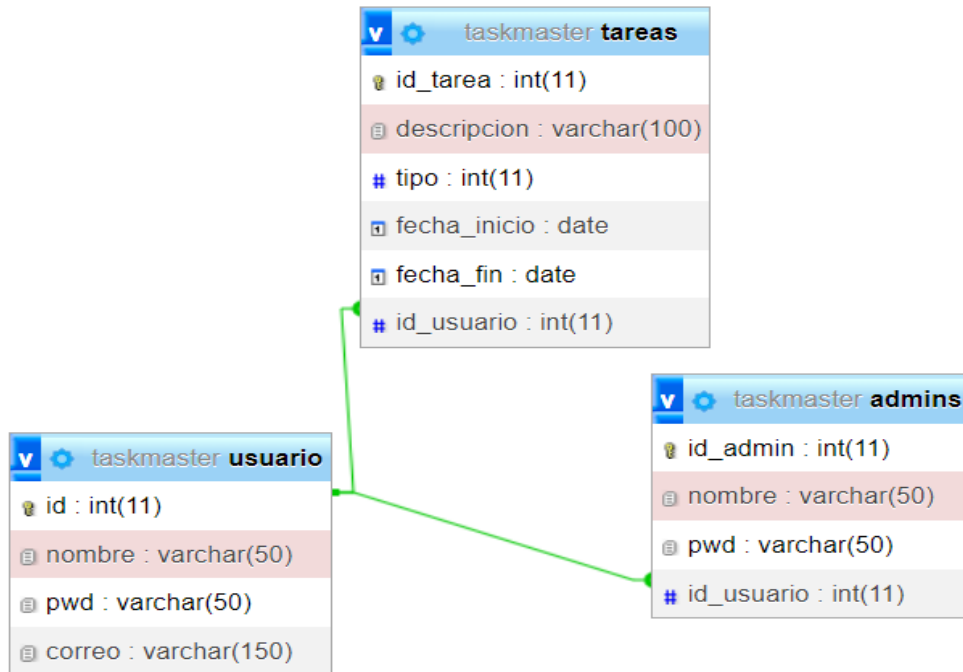 v taskmaster tareas
id_tarea : int(11)
descripcion : varchar(100)
# tipo : int(11)
fecha_inicio : date
fecha_fin : date
# id_usuario : int(11)
v taskmaster usuario
id : int(11)
nombre : varchar(50)
pwd : varchar(50)
correo : varchar(150)
v taskmaster admins
id_admin : int(11)
nombre : varchar(50)
pwd : varchar(50)
# id_usuario : int(11)